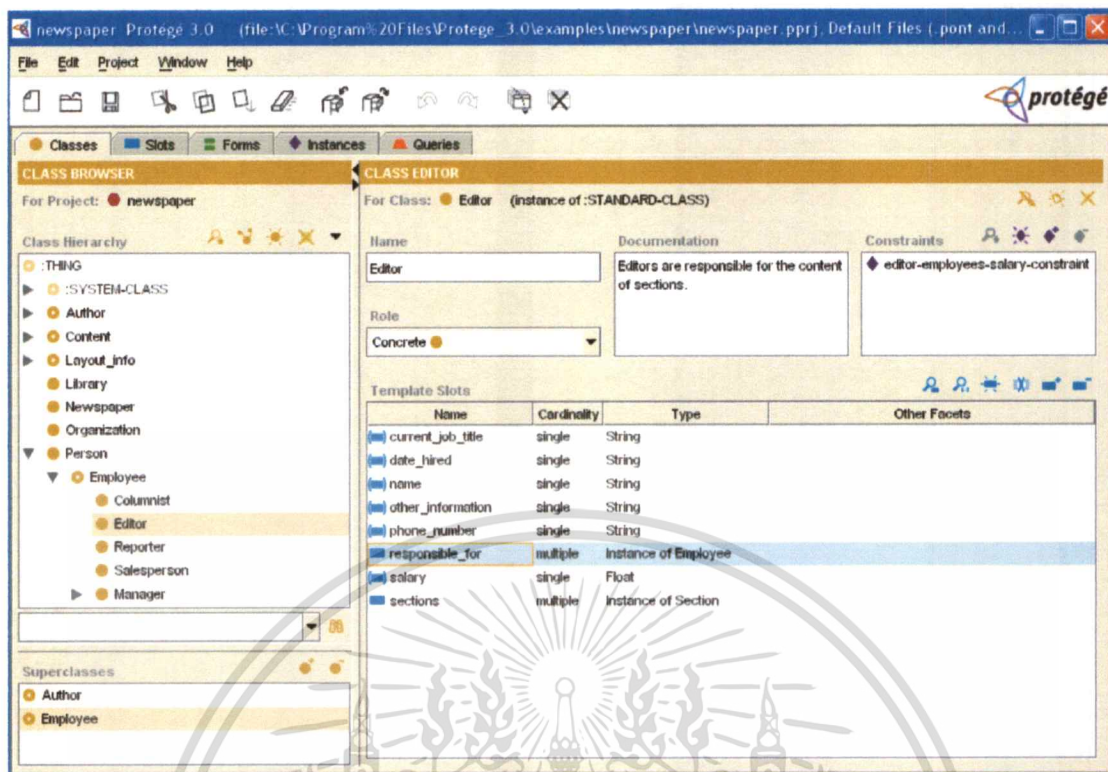 newspaper Protégé 3.0 (file:\C:\Program%20Files\Protege_3.0\examples\newspaper\newspaper.pprj, Default Files (.pont and...
File Edit Project Window Help
protégé
Classes Slots Forms Instances Queries
CLASS BROWSER
For Project: newspaper
Class Hierarchy
:THING
:SYSTEM-CLASS
Author
Content
Layout_info
Library
Newspaper
Organization
Person
Employee
Columnist
Editor
Reporter
Salesperson
Manager
Superclasses
Author
Employee
CLASS EDITOR
For Class: Editor (instance of :STANDARD-CLASS)
Name
Editor
Role
Concrete
Documentation
Editors are responsible for the content
of sections.
Constraints
editor-employees-salary-constraint
Template Slots
Name Cardinality Type Other Facets
current_job_title single String
date_hired single String
name single String
other_information single String
phone_number single String
responsible_for multiple Instance of Employee
salary single Float
sections multiple Instance of Section